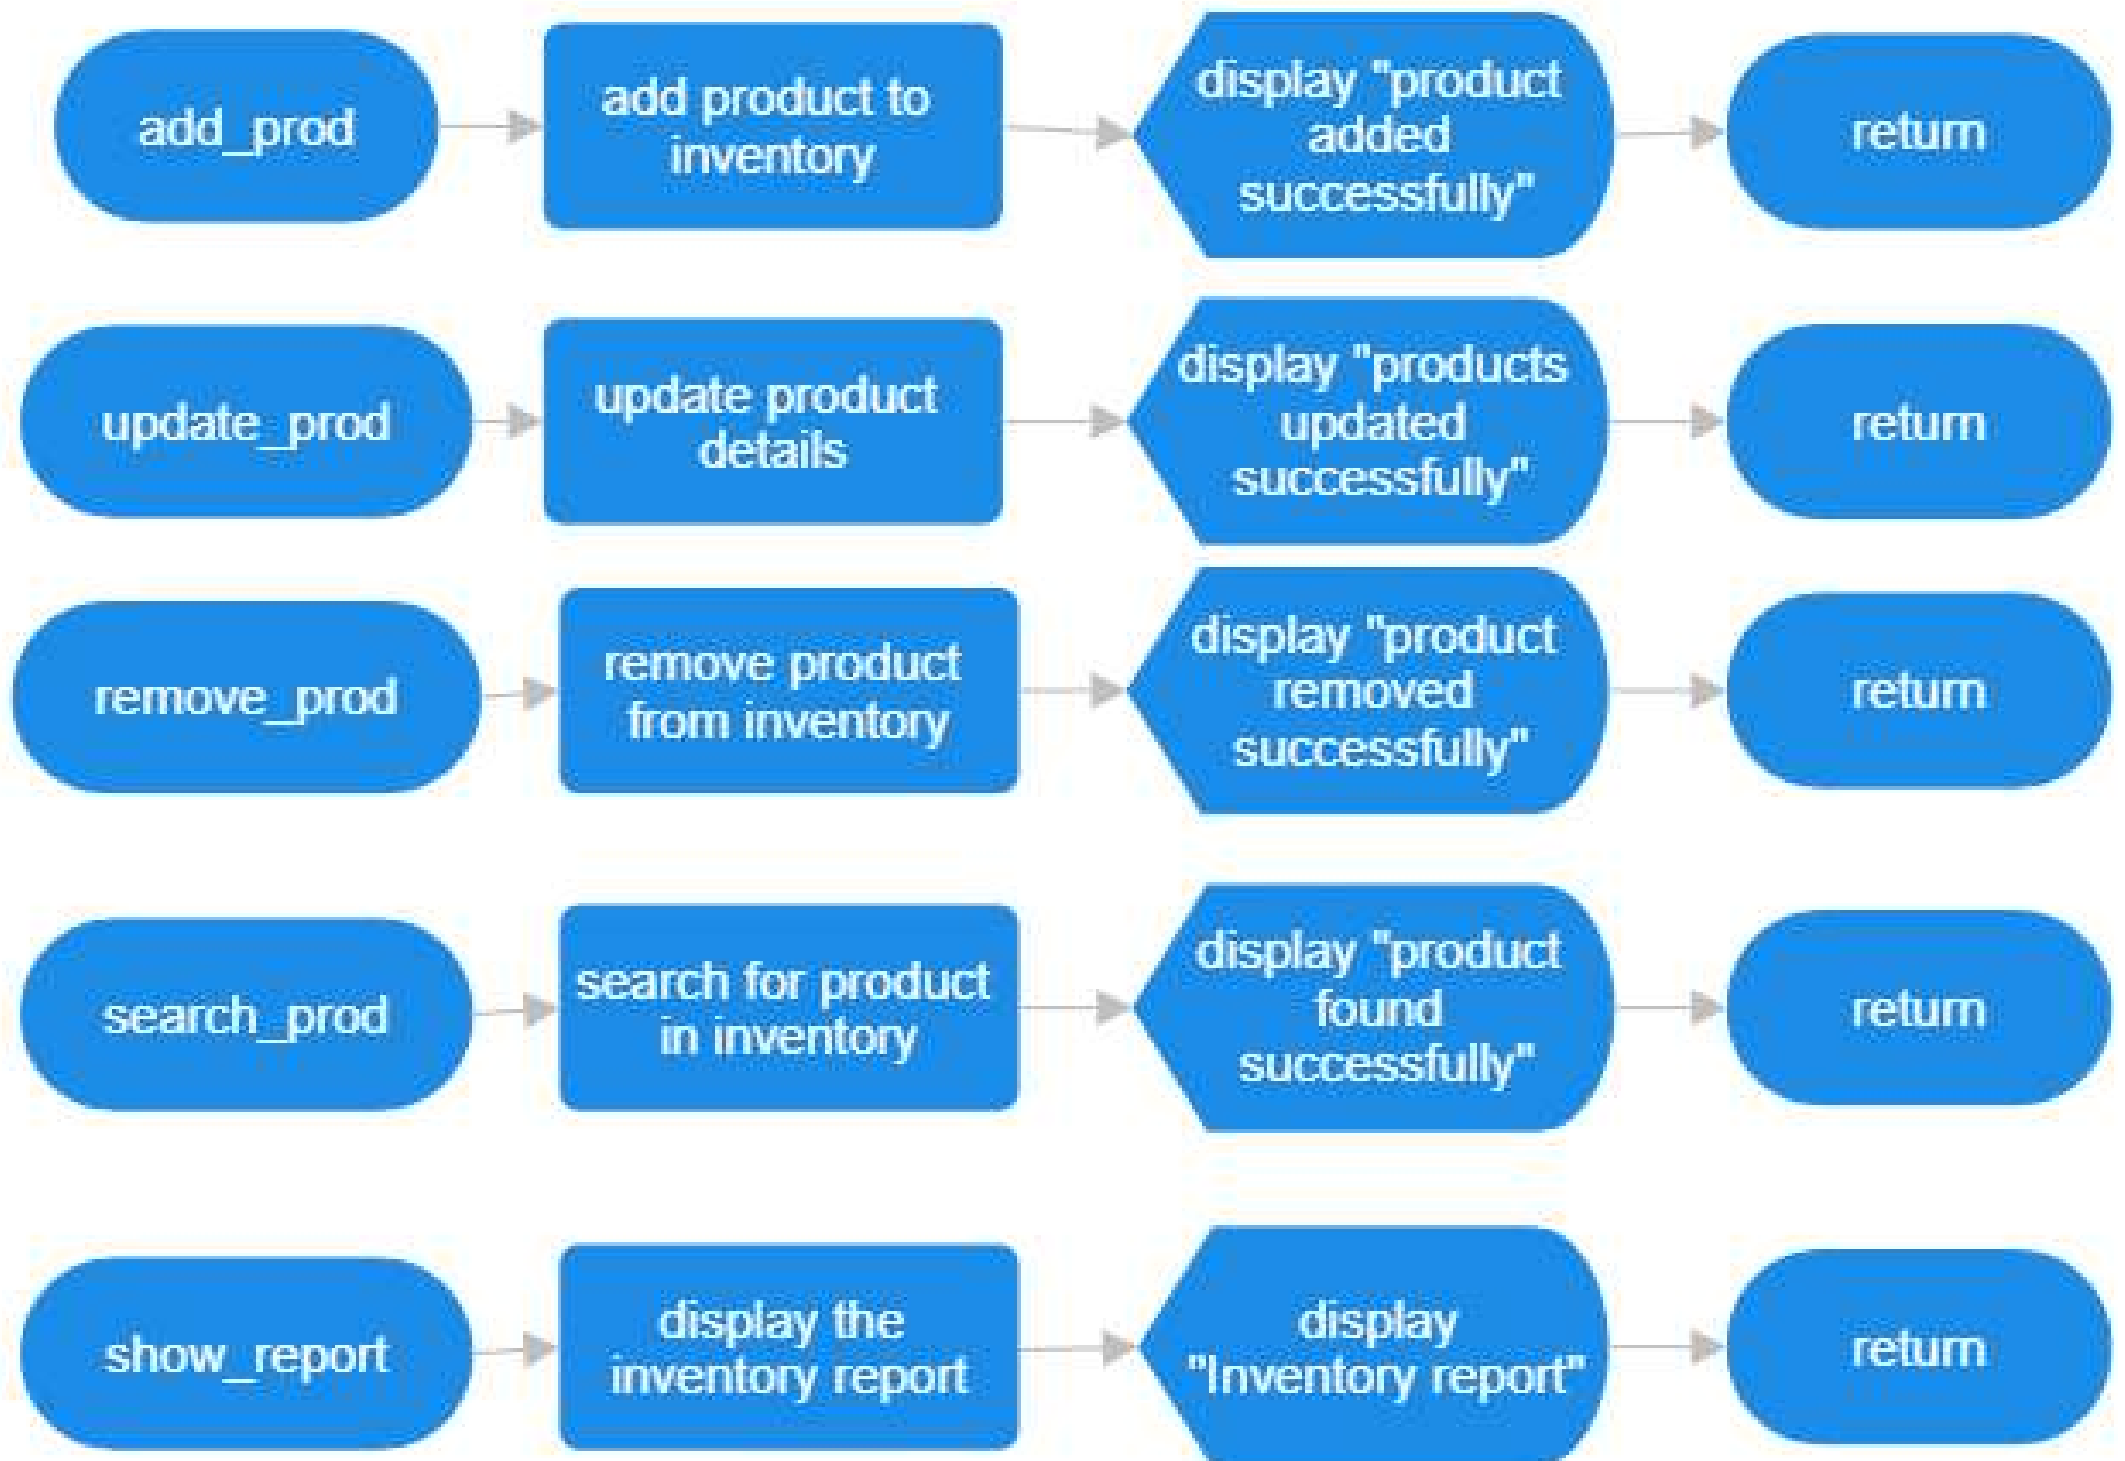 add_prod
add product to
inventory
display "product
added
successfully"
return
update_prod
update product
details
display "products
updated
successfully"
return
remove_prod
remove product
from inventory
display "product
removed
successfully"
return
search_prod
search for product
in inventory
display "product
found
successfully"
return
show_report
display the
inventory report
display
"Inventory report"
return